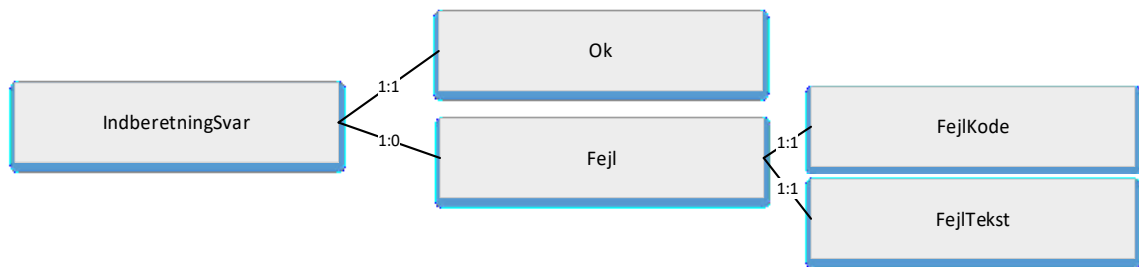 Ok
1:1
IndberetningSvar
1:0
Fejl
1:1
FejlKode
1:1
FejlTekst